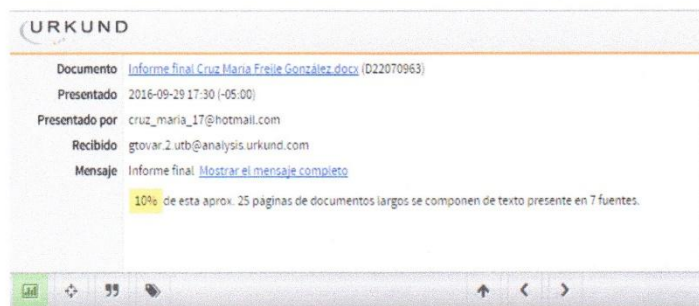 URKUND
Documento Informe final Cruz Maria Freile González.docx (D22070963)
Presentado 2016-09-29 17:30 (-05:00)
Presentado por cruz_maria_17@hotmail.com
Recibido gtovar.2.utb@analysis.urkund.com
Mensaje Informe final Mostrar el mensaje completo
10% de esta aprox. 25 páginas de documentos largos se componen de texto presente en 7 fuentes.